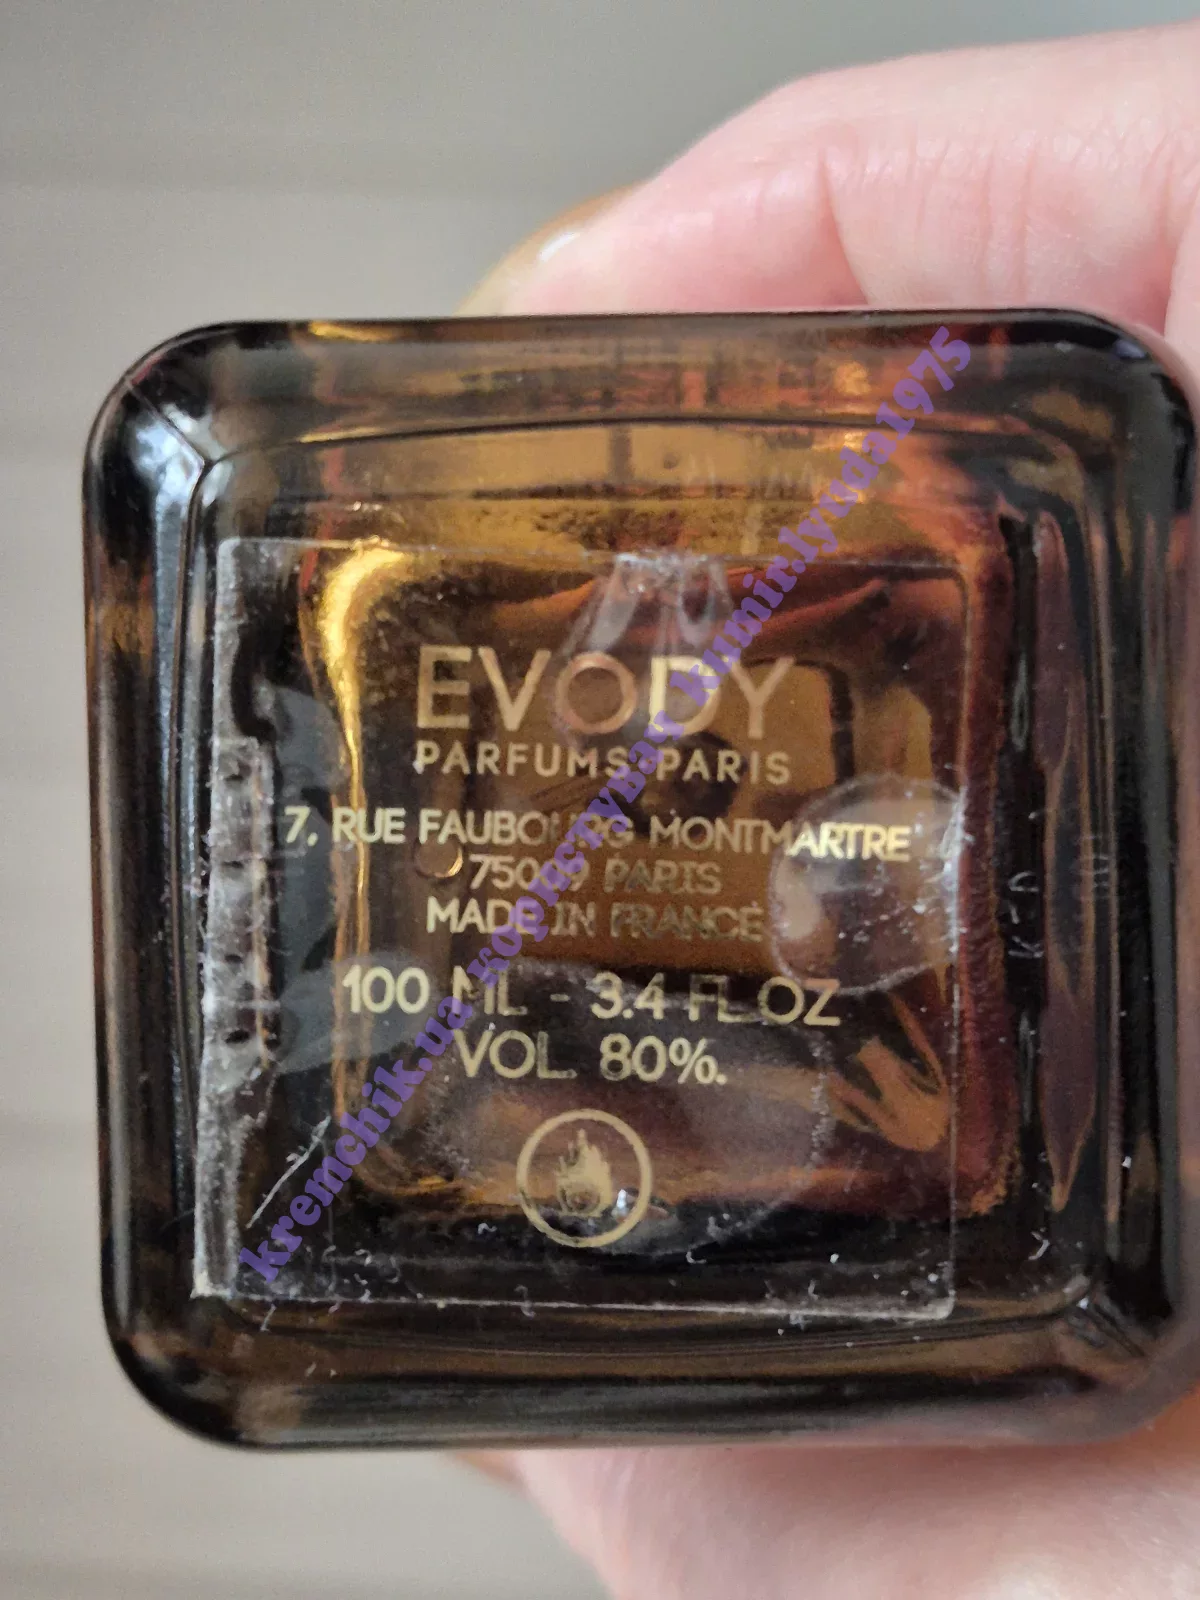 EVODY
PARFUMS-PARIS
7, RUE FAUBOURG MONTMARTRE
75009 PARIS
MADE IN FRANCE
100 ML - 3.4 FL OZ
VOL. 80%.
kremchik.ua користувач kumir.lyuda1975